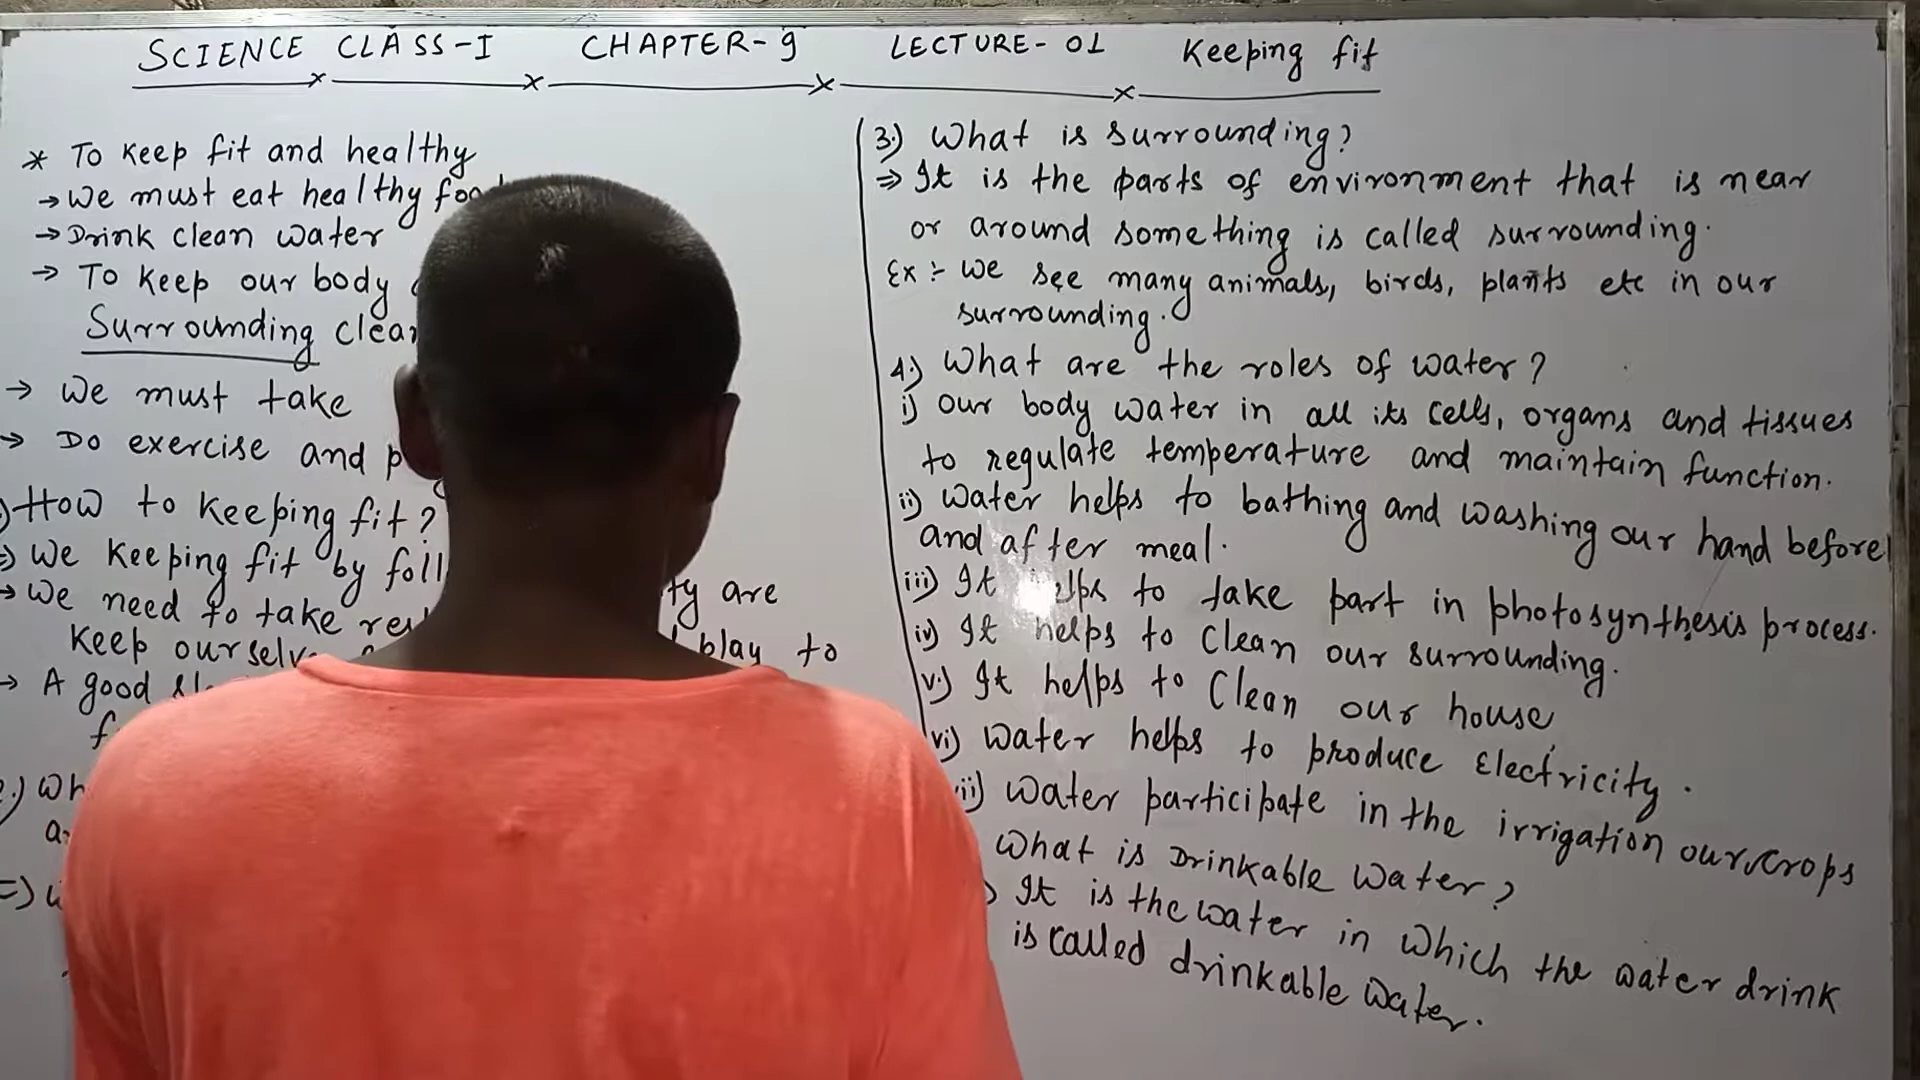 SCIENCE CLASS-I CHAPTER-9 LECTURE-01 Keeping fit
* To keep fit and healthy
→ We must eat healthy
→ Drink clean water
→ To keep our body
Surrounding
→ We must take
→ Do exercise and
How to keeping fit?
We keeping fit by
→ We need to take are
keep play to
→ A good
3.) What is surrounding?
⇒ It is the parts of environment that is near
or around something is called surrounding.
Ex :- We see many animals, birds, plants etc in our
surrounding.
4.) What are the roles of water?
i) Our body water in all its cells, organs and tissues
to regulate temperature and maintain function.
ii) Water helps to bathing and washing our hand before
and after meal.
iii) It helps to take part in photosynthesis process.
iv) It helps to clean our surrounding.
v.) It helps to clean our house
vi) Water helps to produce Electricity.
ii) Water participate in the irrigation our crops
What is Drinkable Water?
It is the water in which the water drink
is called drinkable water.